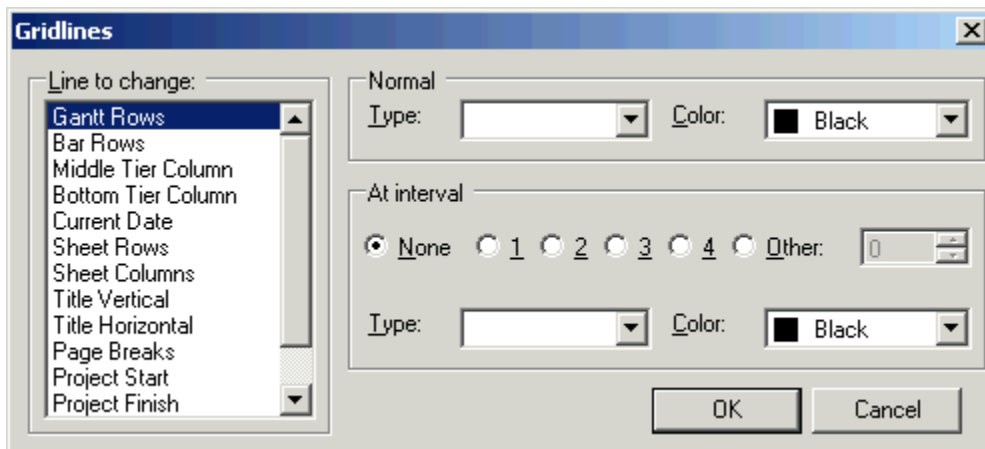 Gridlines
Line to change:
Gantt Rows
Bar Rows
Middle Tier Column
Bottom Tier Column
Current Date
Sheet Rows
Sheet Columns
Title Vertical
Title Horizontal
Page Breaks
Project Start
Project Finish
Normal
Type: Color: Black
At interval
None 1 2 3 4 Other: 0
Type: Color: Black
OK Cancel